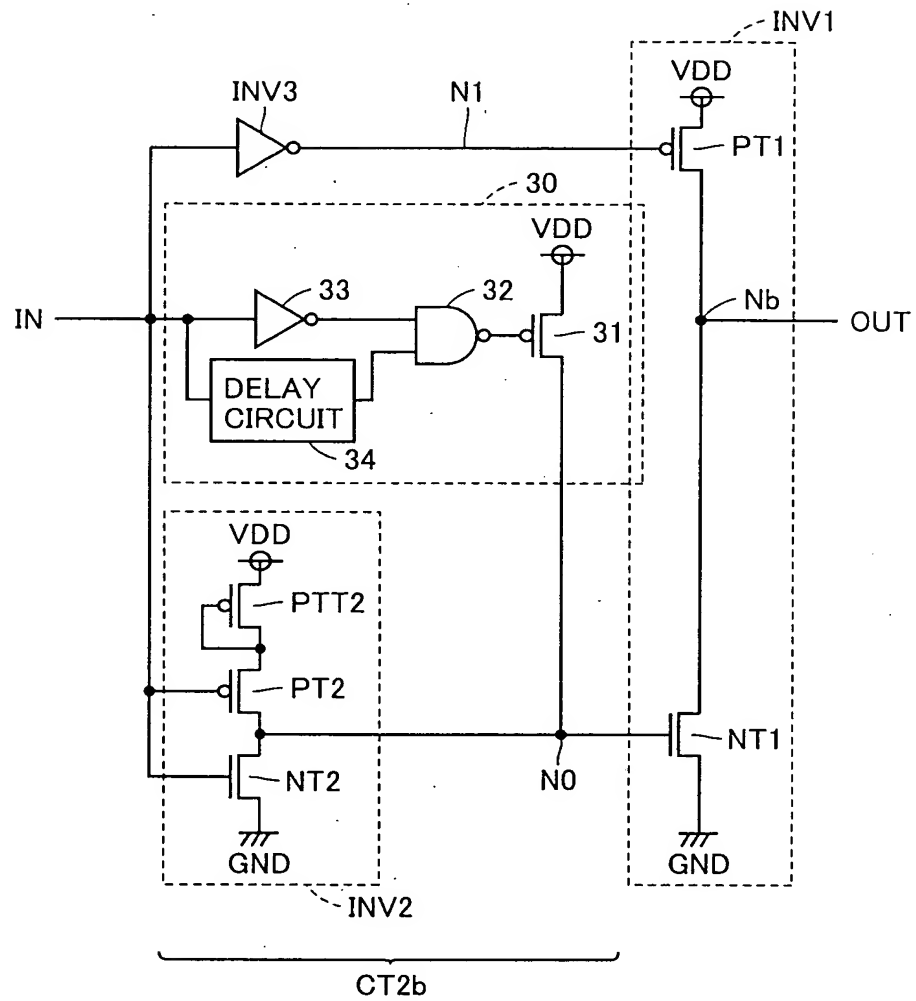 INV1
VDD
INV3
N1
PT1
30
VDD
33
32
31
IN
Nb
OUT
DELAY
CIRCUIT
34
VDD
PTT2
PT2
NT2
N0
NT1
GND
GND
INV2
CT2b